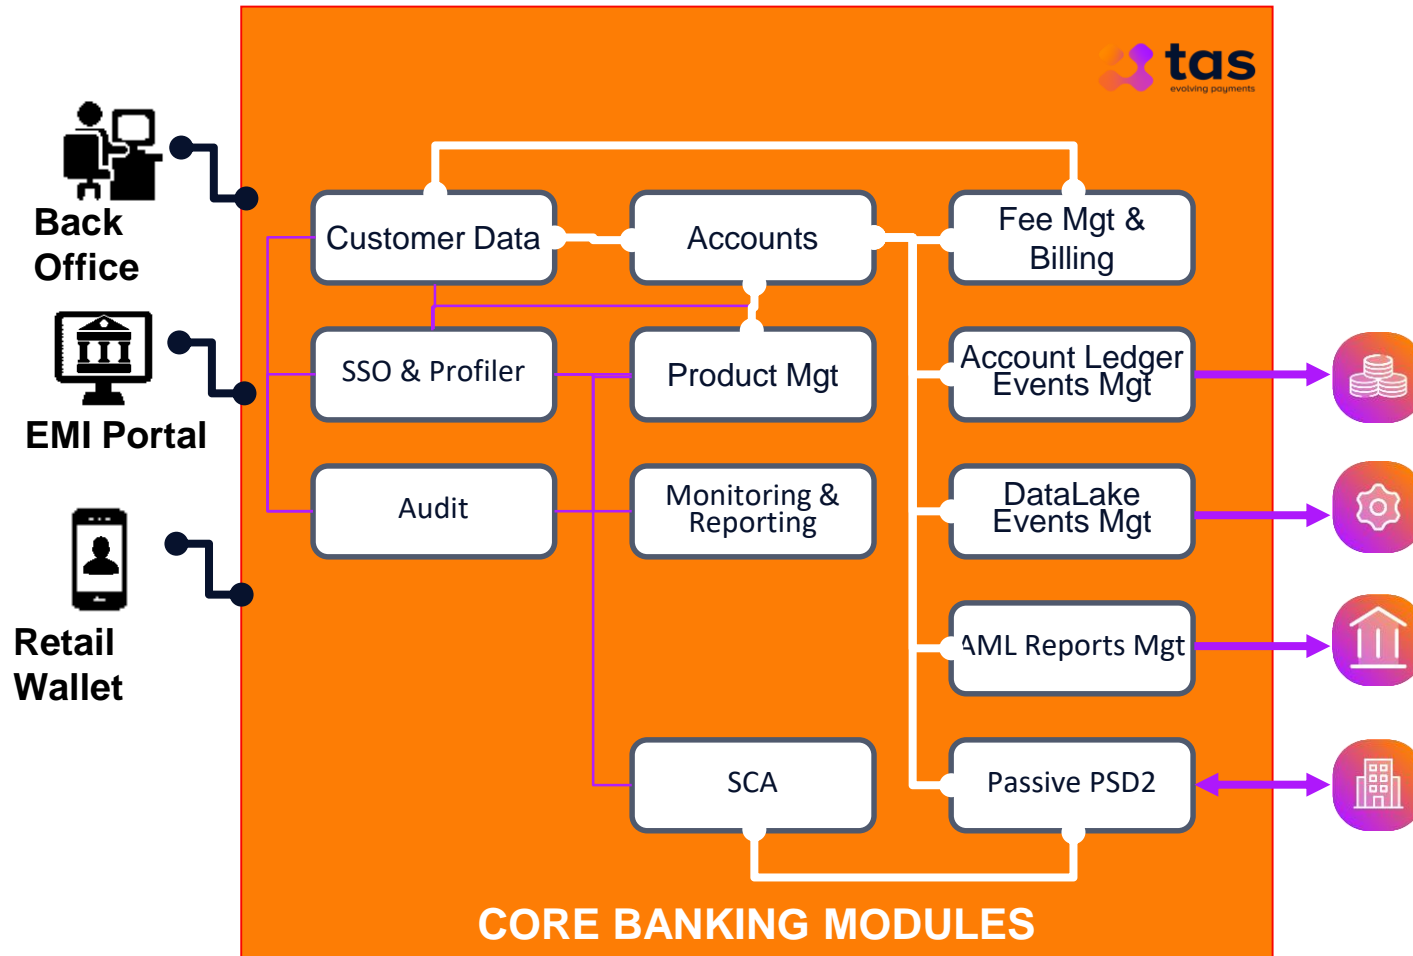 tas
evolving payments
Back
Office
EMI Portal
Retail
Wallet
Customer Data
Accounts
Fee Mgt &
Billing
SSO & Profiler
Product Mgt
Account Ledger
Events Mgt
Audit
Monitoring &
Reporting
DataLake
Events Mgt
AML Reports Mgt
SCA
Passive PSD2
CORE BANKING MODULES